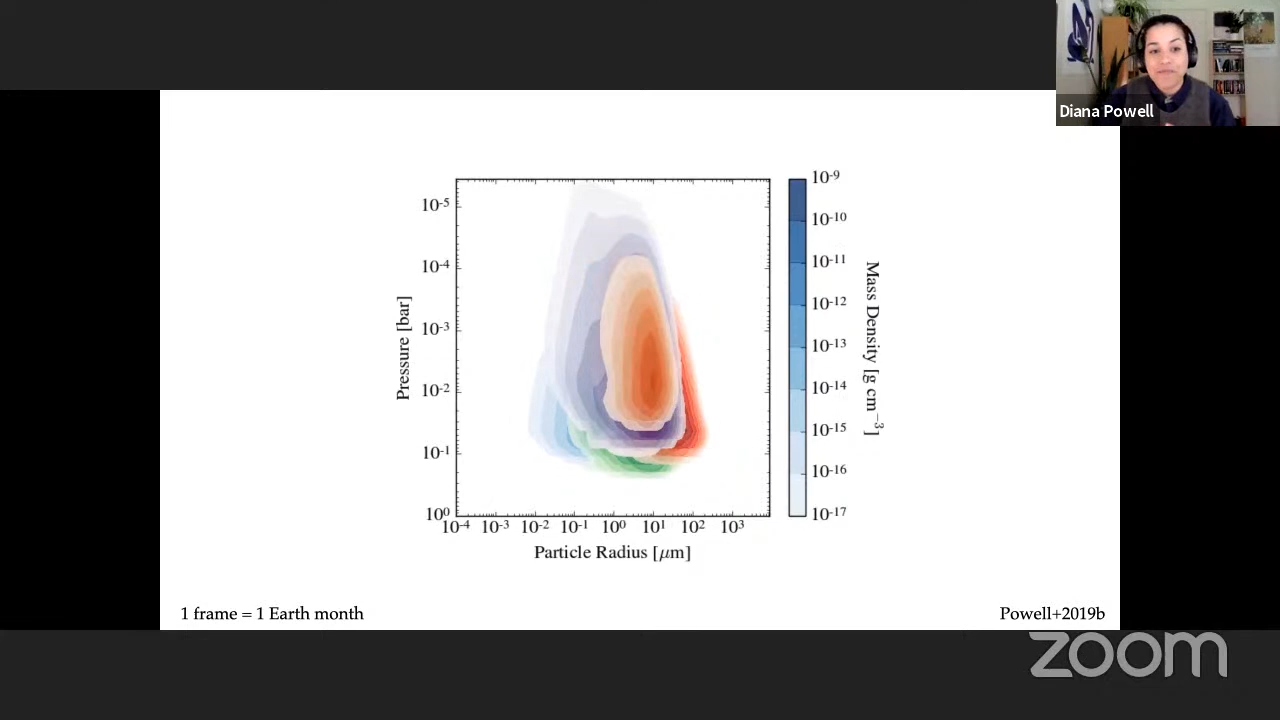 Diana Powell
10-5
10-4
10-3
10-2
10-1
100
Pressure [bar]
10-4 10-3 10-2 10-1 100 101 102 103
Particle Radius [μm]
10-9
10-10
10-11
10-12
10-13
10-14
10-15
10-16
10-17
Mass Density [g cm−3]
1 frame = 1 Earth month
Powell+2019b
zoom